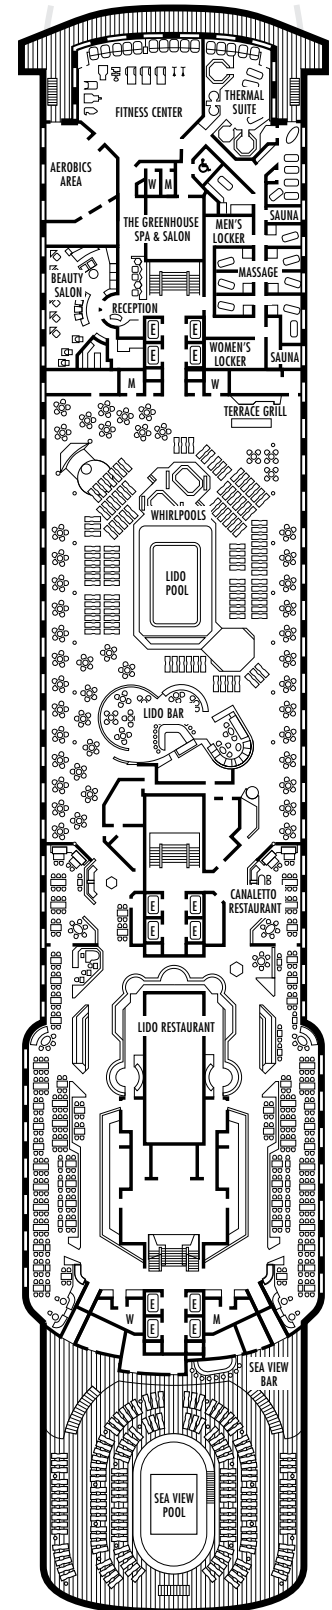 FITNESS CENTER
THERMAL
SUITE
AEROBICS
AREA
W
M
THE GREENHOUSE
SPA & SALON
MEN'S
LOCKER
SAUNA
MASSAGE
BEAUTY
SALON
RECEPTION
E
E
E
E
WOMEN'S
LOCKER
SAUNA
M
W
TERRACE GRILL
WHIRLPOOLS
LIDO
POOL
LIDO BAR
CANALETTO
RESTAURANT
E
E
E
E
LIDO RESTAURANT
W
E
E
M
E
E
SEA VIEW
BAR
SEA VIEW
POOL